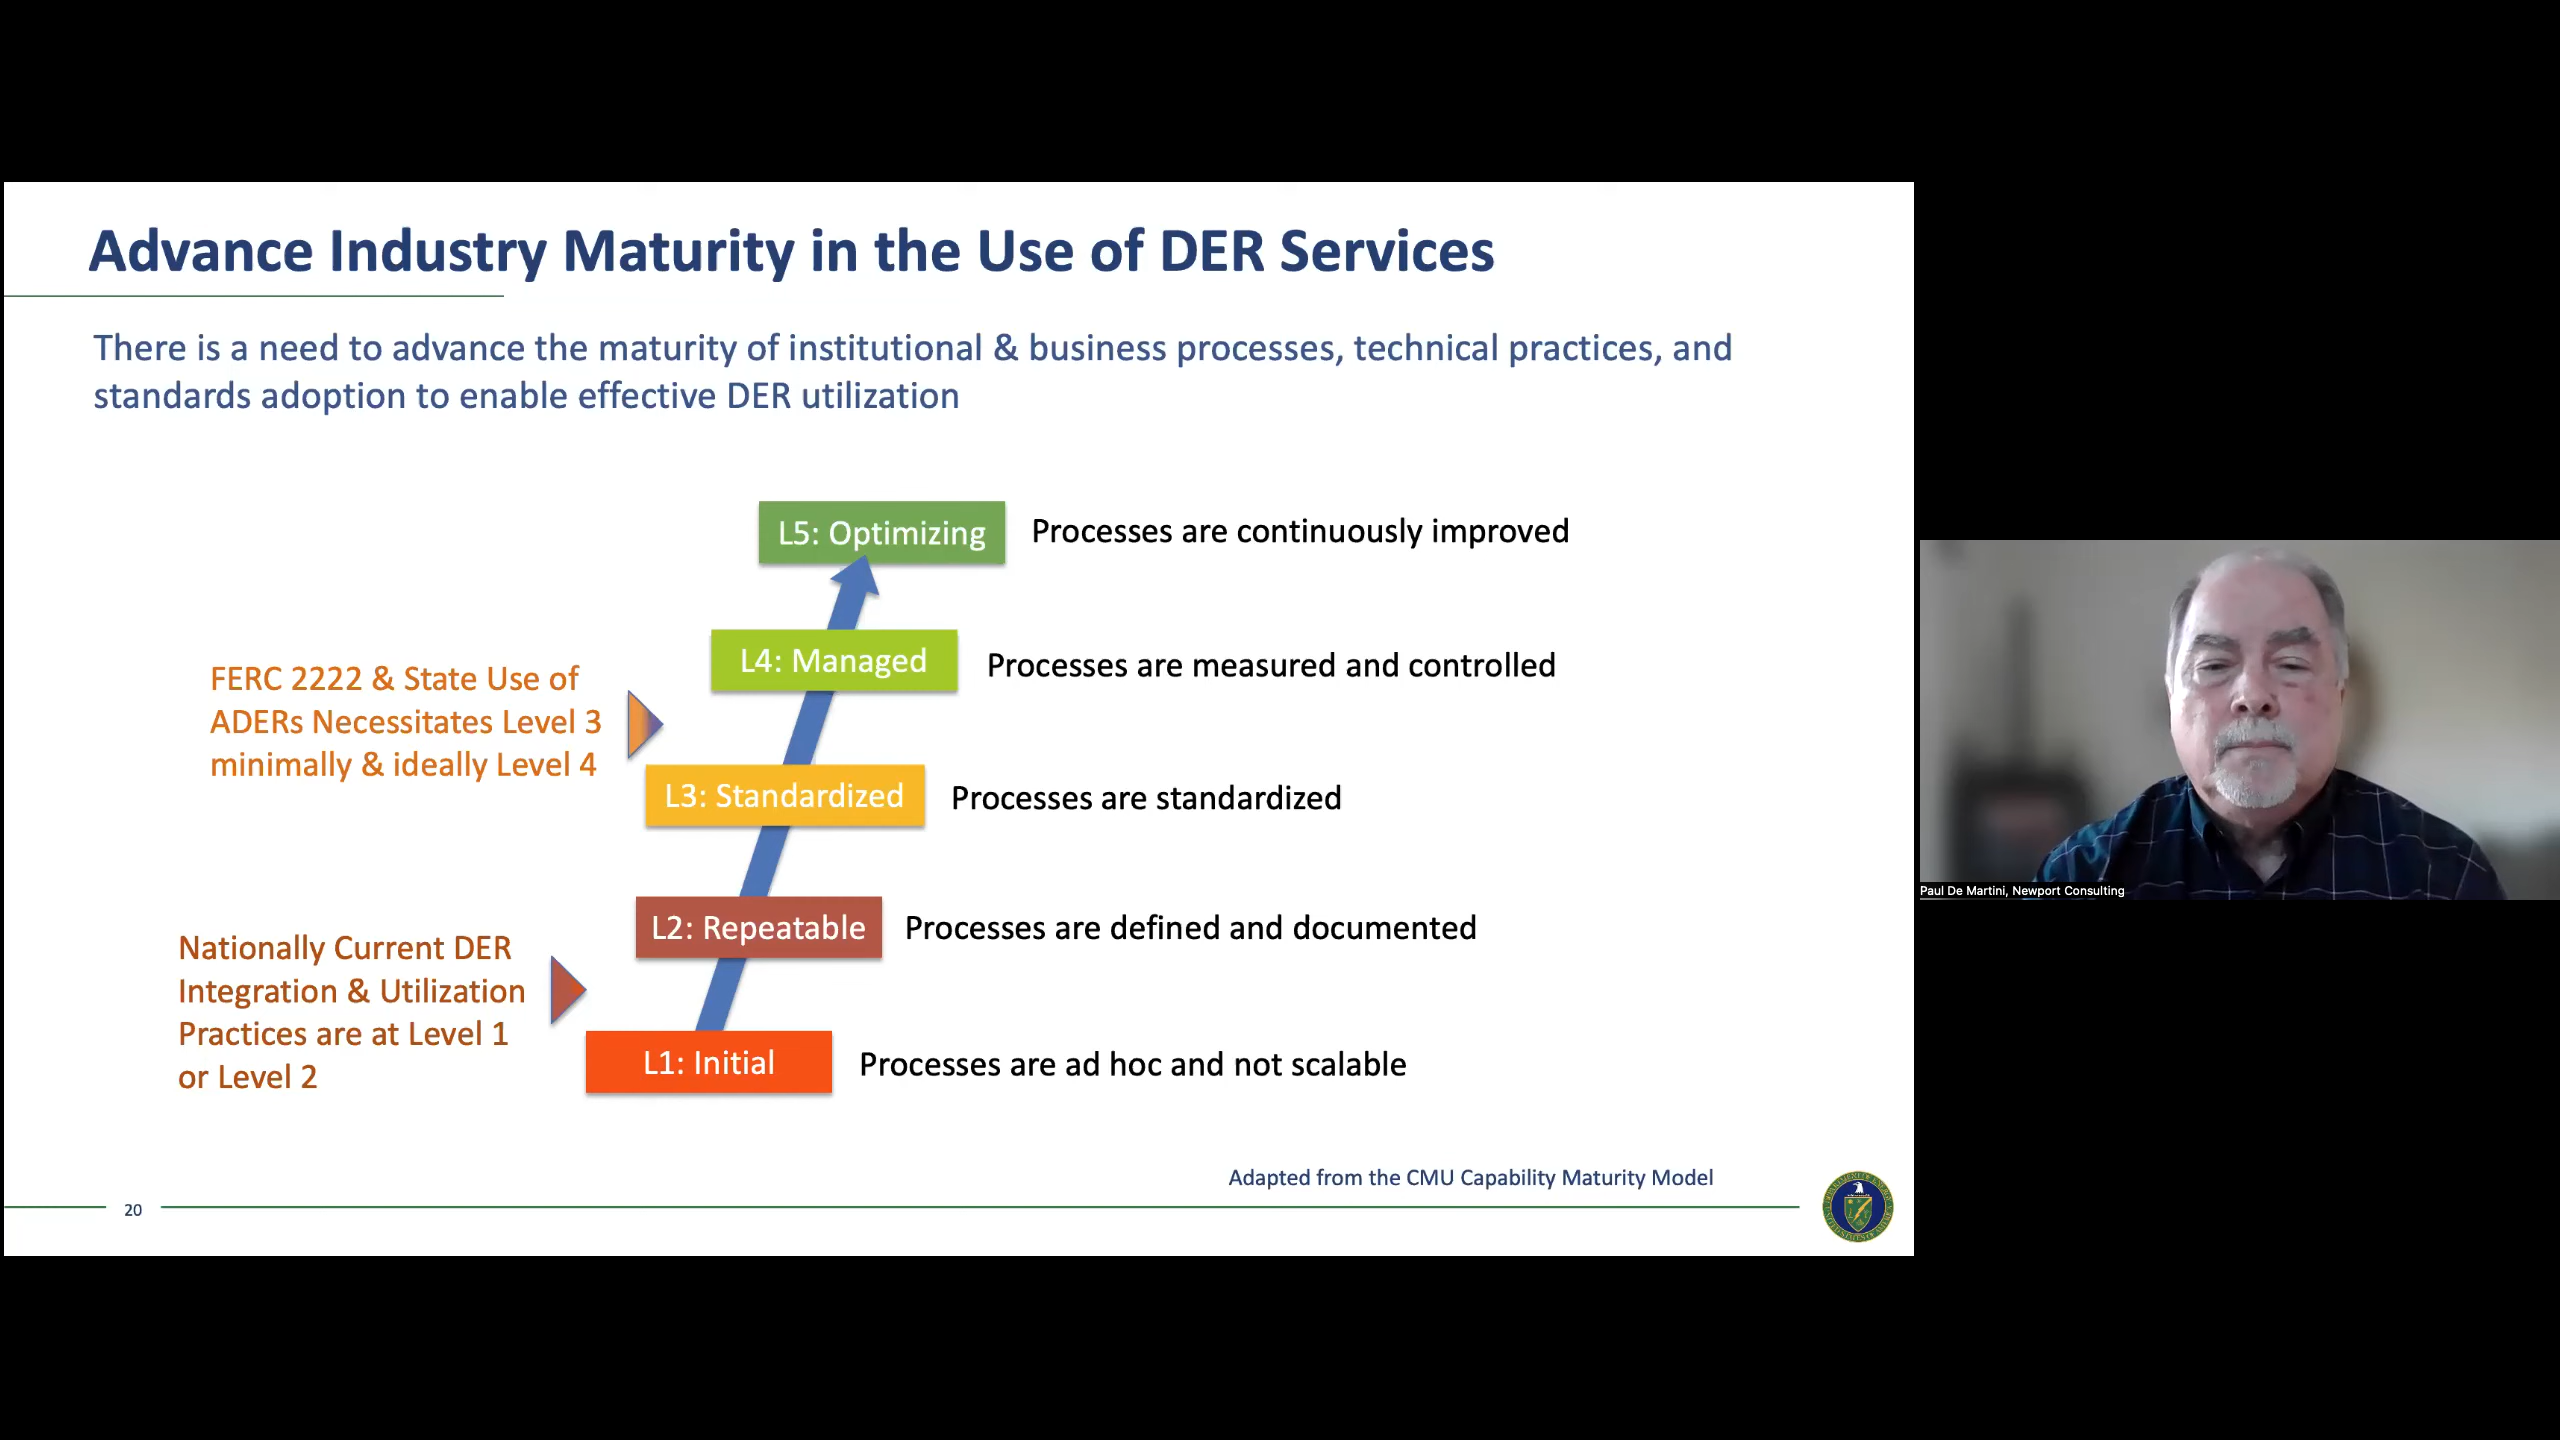 Advance Industry Maturity in the Use of DER Services
There is a need to advance the maturity of institutional & business processes, technical practices, and
standards adoption to enable effective DER utilization
L5: Optimizing
Processes are continuously improved
L4: Managed
Processes are measured and controlled
FERC 2222 & State Use of
ADERs Necessitates Level 3
minimally & ideally Level 4
L3: Standardized
Processes are standardized
L2: Repeatable
Processes are defined and documented
Nationally Current DER
Integration & Utilization
Practices are at Level 1
or Level 2
L1: Initial
Processes are ad hoc and not scalable
Adapted from the CMU Capability Maturity Model
20
Paul De Martini, Newport Consulting